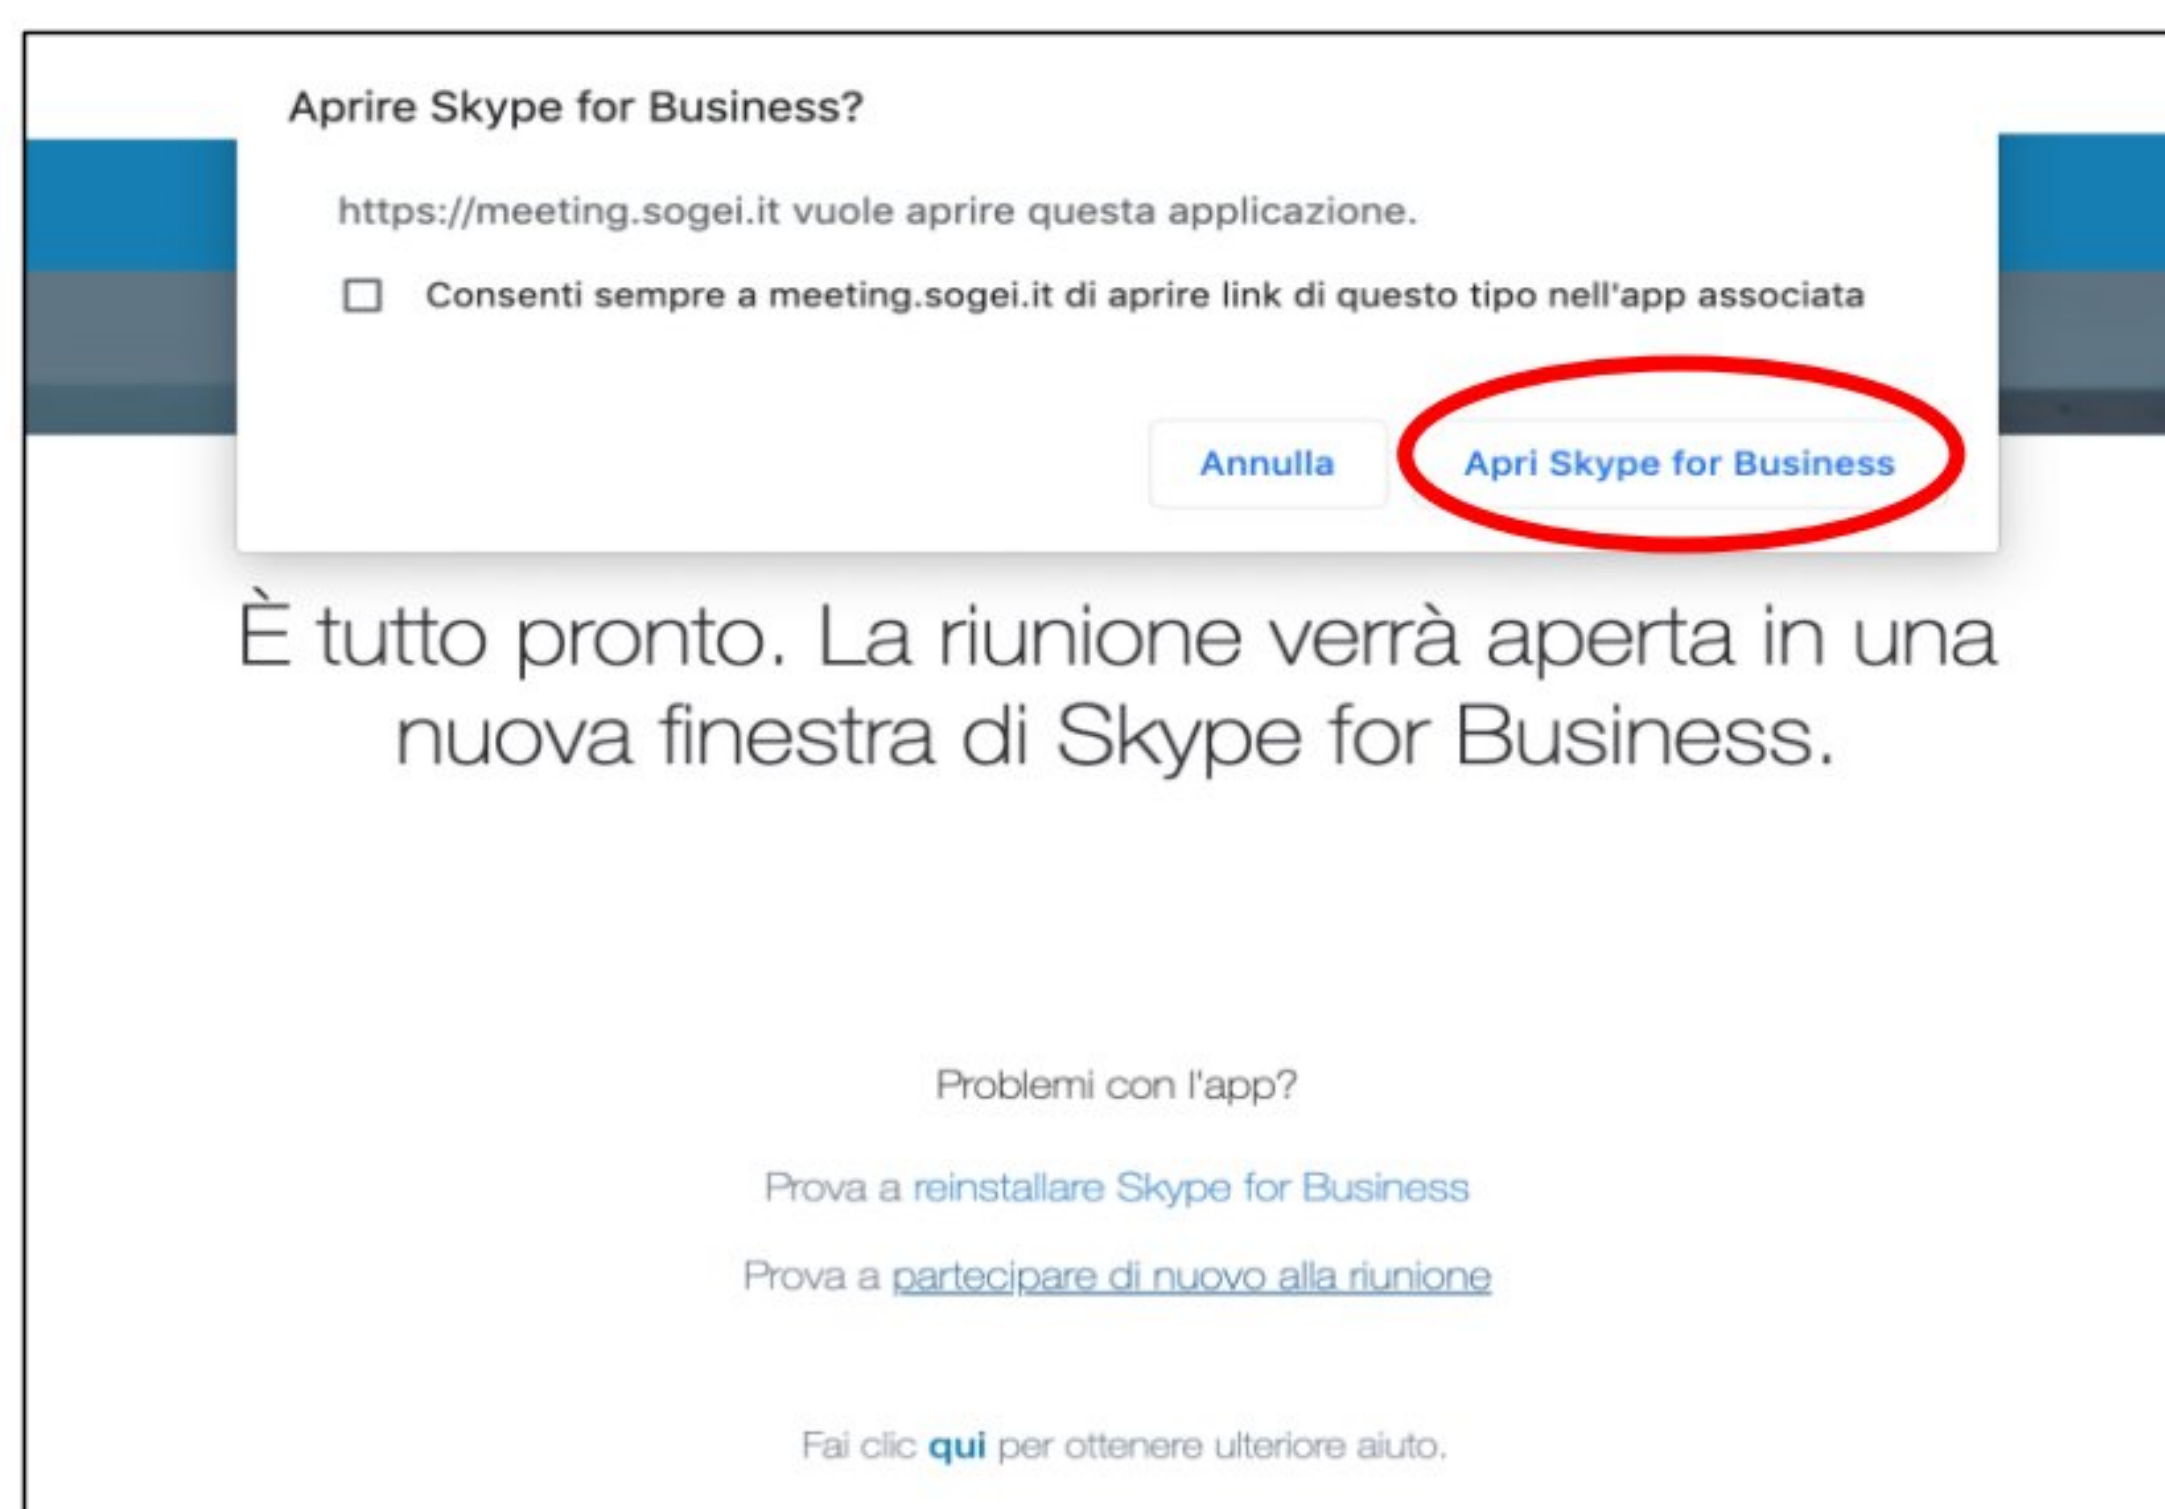 Aprire Skype for Business?
https://meeting.sogei.it vuole aprire questa applicazione.
Consenti sempre a meeting.sogei.it di aprire link di questo tipo nell'app associata
Annulla
Apri Skype for Business
È tutto pronto. La riunione verrà aperta in una
nuova finestra di Skype for Business.
Problemi con l'app?
Prova a reinstallare Skype for Business
Prova a partecipare di nuovo alla riunione
Fai clic qui per ottenere ulteriore aiuto.